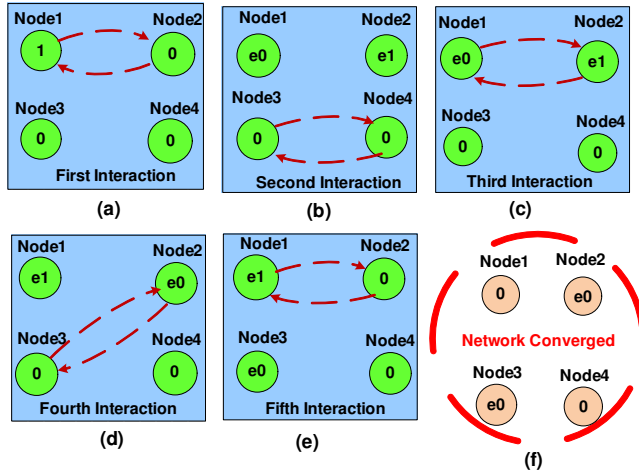 Node1 Node2
1 0
Node3 Node4
0 0
First Interaction
(a)
Node1 Node2
e0 e1
Node3 Node4
0 0
Second Interaction
(b)
Node1 Node2
e0 e1
Node3 Node4
0 0
Third Interaction
(c)
Node1 Node2
e1 e0
Node3 Node4
0 0
Fourth Interaction
(d)
Node1 Node2
e1 0
Node3 Node4
e0 0
Fifth Interaction
(e)
Node1 Node2
0 e0
Network Converged
Node3 Node4
e0 0
(f)